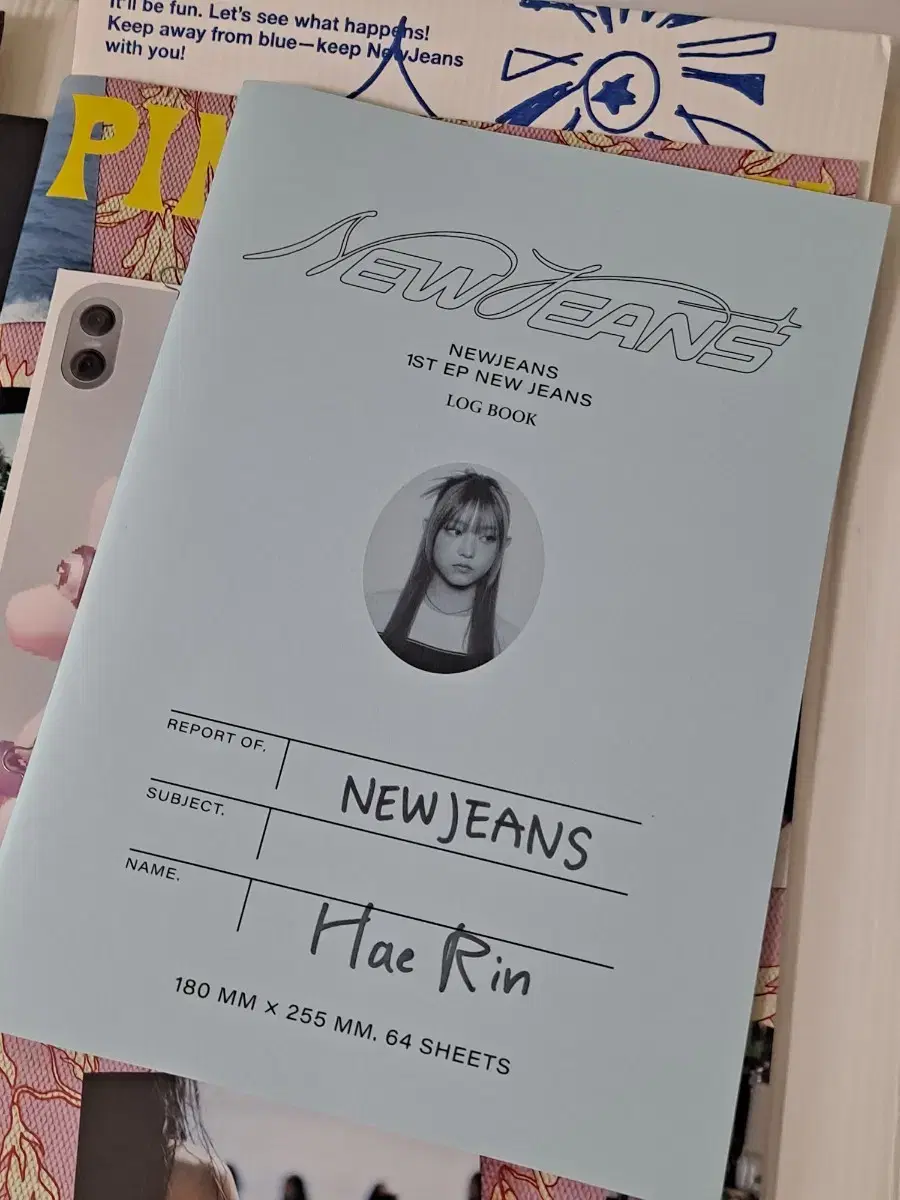 It'll be fun. Let's see what happens!
Keep away from blue—keep NewJeans
with you!
PIN
NEWJEANS
NEWJEANS
1ST EP NEW JEANS
LOG BOOK
REPORT OF.
NEWJEANS
SUBJECT.
NAME.
Hae Rin
180 MM x 255 MM. 64 SHEETS